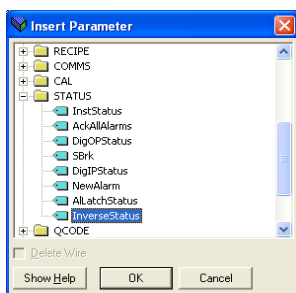 Insert Parameter
RECIPE
COMMS
CAL
STATUS
InstStatus
AckAllAlarms
DigOPStatus
SBrk
DigIPStatus
NewAlarm
AlLatchStatus
InverseStatus
QCODE
Delete Wire
Show Help
OK
Cancel